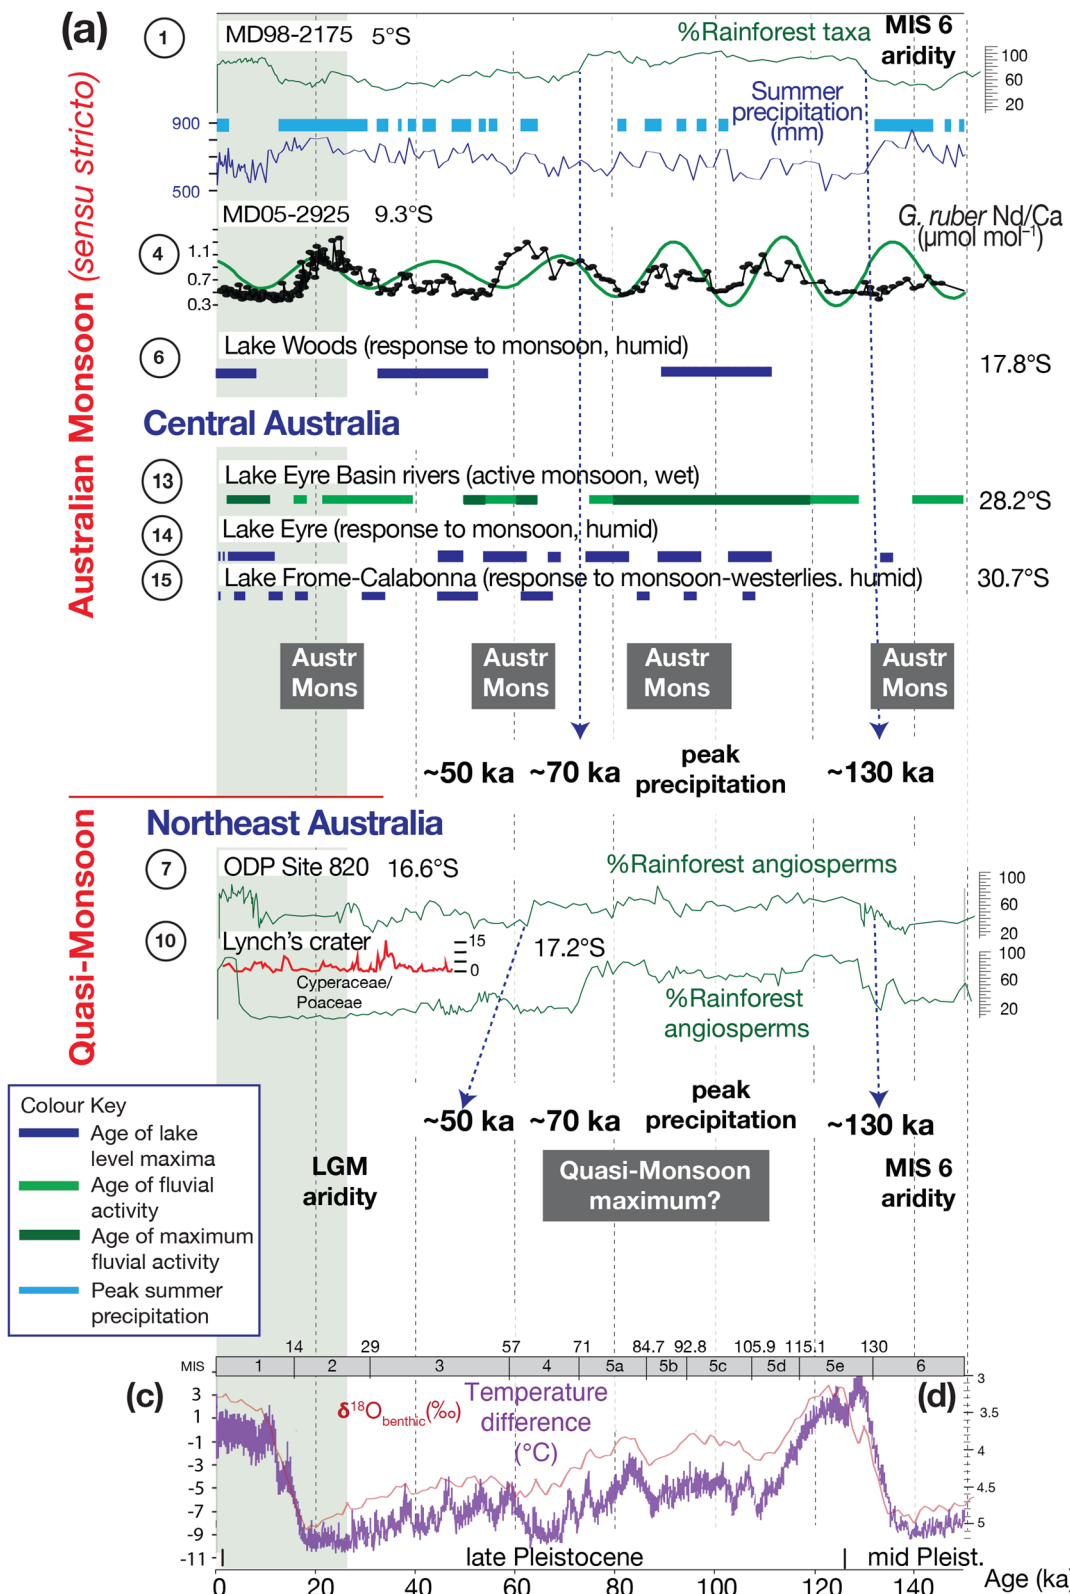 (a)
1
MD98-2175 5°S
%Rainforest taxa
MIS 6
aridity
100
60
20
Summer
precipitation
(mm)
900
500
MD05-2925 9.3°S
G. ruber Nd/Ca
(µmol mol⁻¹)
4
1.1
0.7
0.3
6
Lake Woods (response to monsoon, humid)
17.8°S
Australian Monsoon (sensu stricto)
Central Australia
13
Lake Eyre Basin rivers (active monsoon, wet)
28.2°S
14
Lake Eyre (response to monsoon, humid)
15
Lake Frome-Calabonna (response to monsoon-westerlies. humid)
30.7°S
Austr
Mons
Austr
Mons
Austr
Mons
Austr
Mons
~50 ka ~70 ka
peak
precipitation
~130 ka
Quasi-Monsoon
Northeast Australia
7
ODP Site 820 16.6°S
%Rainforest angiosperms
100
60
20
10
Lynch's crater
15
0
17.2°S
Cyperaceae/
Poaceae
%Rainforest
angiosperms
100
60
20
peak
precipitation
~50 ka ~70 ka
~130 ka
LGM
aridity
Quasi-Monsoon
maximum?
MIS 6
aridity
Colour Key
Age of lake
level maxima
Age of fluvial
activity
Age of maximum
fluvial activity
Peak summer
precipitation
14 29 57 71 84.7 92.8 105.9 115.1 130
MIS 1 2 3 4 5a 5b 5c 5d 5e 6
(c)
(d)
δ¹⁸Obenthic(‰)
Temperature
difference
(°C)
3
1
-1
-3
-5
-7
-9
-11
3
3.5
4
4.5
5
late Pleistocene
mid Pleist.
0 20 40 60 80 100 120 140 Age (ka)